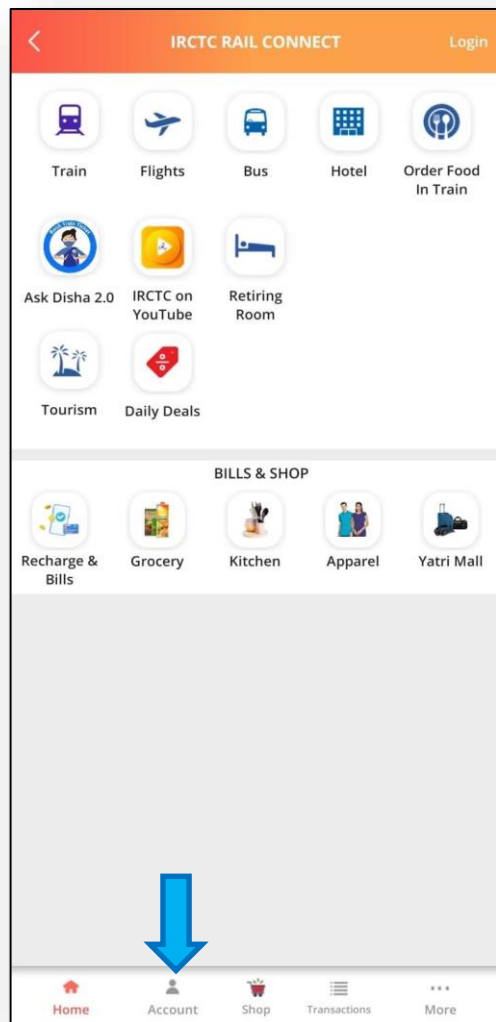 IRCTC RAIL CONNECT Login
Train Flights Bus Hotel Order Food
In Train
Ask Disha 2.0 IRCTC on Retiring
YouTube Room
Tourism Daily Deals
BILLS & SHOP
Recharge & Grocery Kitchen Apparel Yatri Mall
Bills
Home Account Shop Transactions More